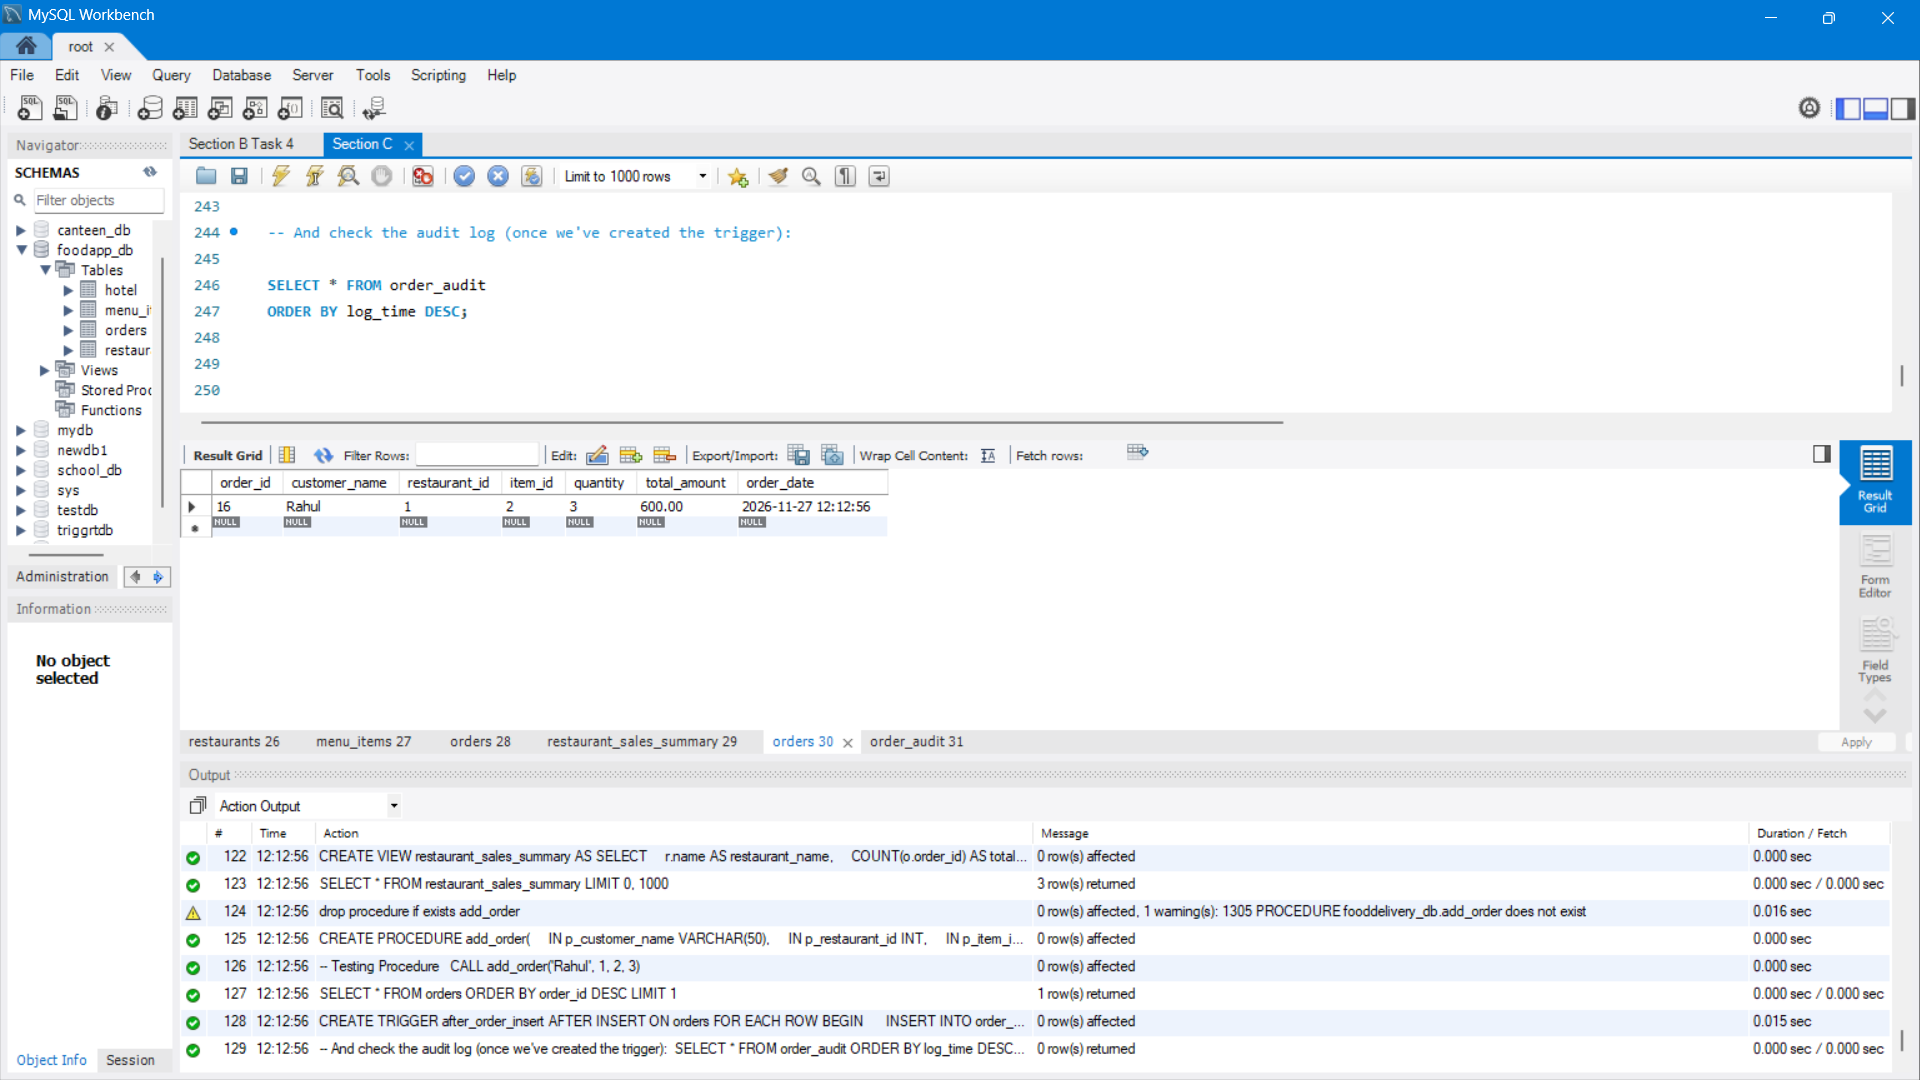 MySQL Workbench
root
File Edit View Query Database Server Tools Scripting Help
Navigator
SCHEMAS
Filter objects
canteen_db
foodapp_db
Tables
hotel
menu_i
orders
restaur
Views
Stored Proc
Functions
mydb
newdb1
school_db
sys
testdb
triggrtdb
Administration
Information
No object
selected
Object Info Session
Section B Task 4 Section C
Limit to 1000 rows
243
244 -- And check the audit log (once we've created the trigger):
245
246 SELECT * FROM order_audit
247 ORDER BY log_time DESC;
248
249
250
Result Grid Filter Rows: Edit: Export/Import: Wrap Cell Content: Fetch rows:
order_id customer_name restaurant_id item_id quantity total_amount order_date
16 Rahul 1 2 3 600.00 2026-11-27 12:12:56
NULL NULL NULL NULL NULL NULL NULL
Result
Grid
Form
Editor
Field
Types
restaurants 26 menu_items 27 orders 28 restaurant_sales_summary 29 orders 30 order_audit 31
Apply
Output
Action Output
# Time Action Message Duration / Fetch
122 12:12:56 CREATE VIEW restaurant_sales_summary AS SELECT r.name AS restaurant_name, COUNT(o.order_id) AS total... 0 row(s) affected 0.000 sec
123 12:12:56 SELECT * FROM restaurant_sales_summary LIMIT 0, 1000 3 row(s) returned 0.000 sec / 0.000 sec
124 12:12:56 drop procedure if exists add_order 0 row(s) affected, 1 warning(s): 1305 PROCEDURE fooddelivery_db.add_order does not exist 0.016 sec
125 12:12:56 CREATE PROCEDURE add_order( IN p_customer_name VARCHAR(50), IN p_restaurant_id INT, IN p_item_i... 0 row(s) affected 0.000 sec
126 12:12:56 -- Testing Procedure CALL add_order('Rahul', 1, 2, 3) 0 row(s) affected 0.000 sec
127 12:12:56 SELECT * FROM orders ORDER BY order_id DESC LIMIT 1 1 row(s) returned 0.000 sec / 0.000 sec
128 12:12:56 CREATE TRIGGER after_order_insert AFTER INSERT ON orders FOR EACH ROW BEGIN INSERT INTO order_... 0 row(s) affected 0.015 sec
129 12:12:56 -- And check the audit log (once we've created the trigger): SELECT * FROM order_audit ORDER BY log_time DESC... 0 row(s) returned 0.000 sec / 0.000 sec